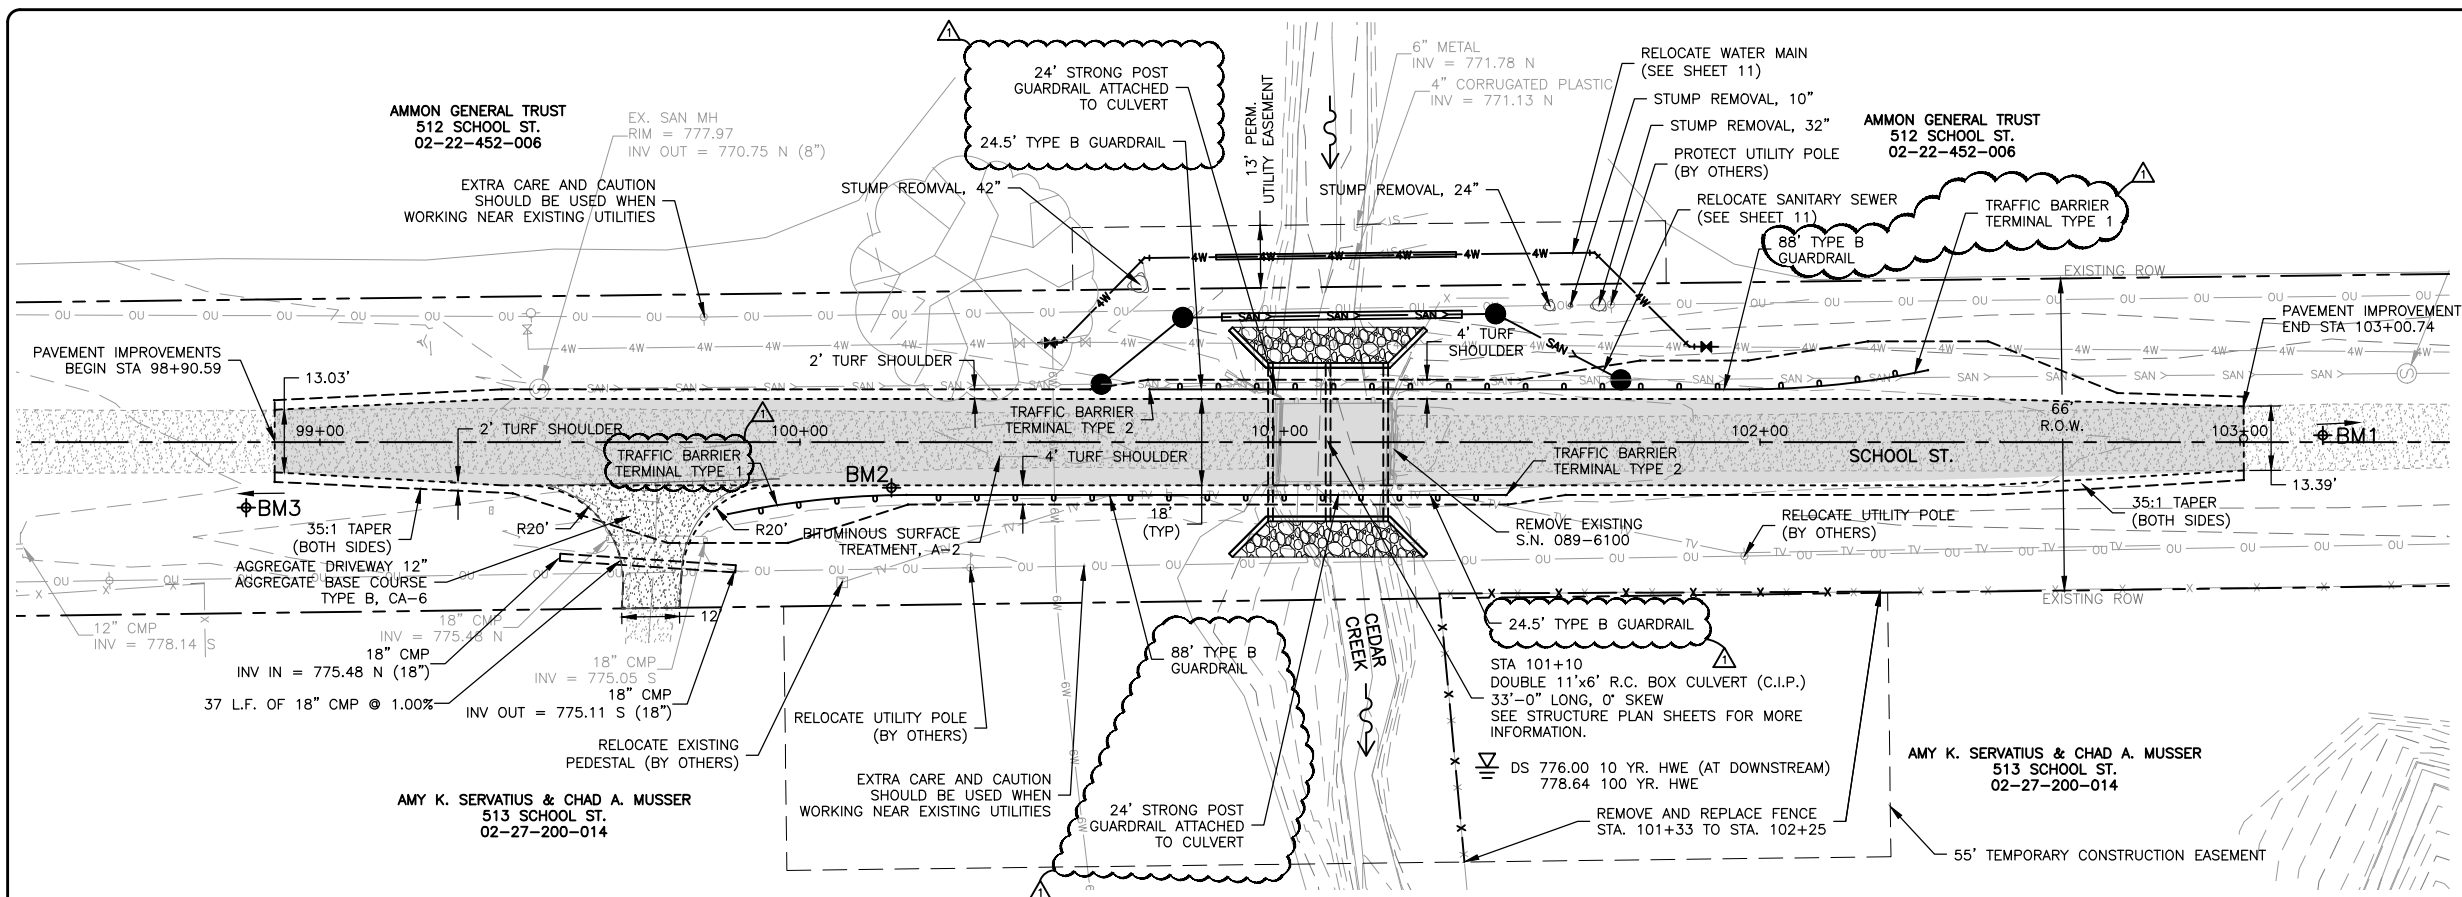 1
24' STRONG POST
GUARDRAIL ATTACHED
TO CULVERT
24.5' TYPE B GUARDRAIL
13' PERM.
UTILITY EASEMENT
6" METAL
INV = 771.78 N
4" CORRUGATED PLASTIC
INV = 771.13 N
RELOCATE WATER MAIN
(SEE SHEET 11)
STUMP REMOVAL, 10"
STUMP REMOVAL, 32"
PROTECT UTILITY POLE
(BY OTHERS)
RELOCATE SANITARY SEWER
(SEE SHEET 11)
AMMON GENERAL TRUST
512 SCHOOL ST.
02-22-452-006
EX. SAN MH
RIM = 777.97
INV OUT = 770.75 N (8")
AMMON GENERAL TRUST
512 SCHOOL ST.
02-22-452-006
1
EXTRA CARE AND CAUTION
SHOULD BE USED WHEN
WORKING NEAR EXISTING UTILITIES
STUMP REOMVAL, 42"
STUMP REMOVAL, 24"
TRAFFIC BARRIER
TERMINAL TYPE 1
88' TYPE B
GUARDRAIL
EXISTING ROW
PAVEMENT IMPROVEMENTS
BEGIN STA 98+90.59
PAVEMENT IMPROVEMENT
END STA 103+00.74
13.03'
2' TURF SHOULDER
4' TURF
SHOULDER
TRAFFIC BARRIER
TERMINAL TYPE 2
99+00
2' TURF SHOULDER
1
TRAFFIC BARRIER
TERMINAL TYPE 1
100+00
101+00
102+00
66'
R.O.W.
103+00
BM1
BM2
4' TURF SHOULDER
TRAFFIC BARRIER
TERMINAL TYPE 2
SCHOOL ST.
13.39'
BM3
35:1 TAPER
(BOTH SIDES)
R20'
R20'
BITUMINOUS SURFACE
TREATMENT, A-2
18'
(TYP)
REMOVE EXISTING
S.N. 089-6100
RELOCATE UTILITY POLE
(BY OTHERS)
35:1 TAPER
(BOTH SIDES)
AGGREGATE DRIVEWAY 12"
AGGREGATE BASE COURSE
TYPE B, CA-6
12" CMP
INV = 778.14 S
18" CMP
INV = 775.48 N
18" CMP
INV IN = 775.48 N (18")
37 L.F. OF 18" CMP @ 1.00%
12'
18" CMP
INV = 775.05 S
18" CMP
INV OUT = 775.11 S (18")
EXISTING ROW
88' TYPE B
GUARDRAIL
CEDAR
CREEK
24.5' TYPE B GUARDRAIL
1
STA 101+10
DOUBLE 11'x6' R.C. BOX CULVERT (C.I.P.)
33'-0" LONG, 0° SKEW
SEE STRUCTURE PLAN SHEETS FOR MORE
INFORMATION.
RELOCATE UTILITY POLE
(BY OTHERS)
RELOCATE EXISTING
PEDESTAL (BY OTHERS)
DS 776.00 10 YR. HWE (AT DOWNSTREAM)
778.64 100 YR. HWE
AMY K. SERVATIUS & CHAD A. MUSSER
513 SCHOOL ST.
02-27-200-014
EXTRA CARE AND CAUTION
SHOULD BE USED WHEN
WORKING NEAR EXISTING UTILITIES
AMY K. SERVATIUS & CHAD A. MUSSER
513 SCHOOL ST.
02-27-200-014
24' STRONG POST
GUARDRAIL ATTACHED
TO CULVERT
REMOVE AND REPLACE FENCE
STA. 101+33 TO STA. 102+25
55' TEMPORARY CONSTRUCTION EASEMENT
1